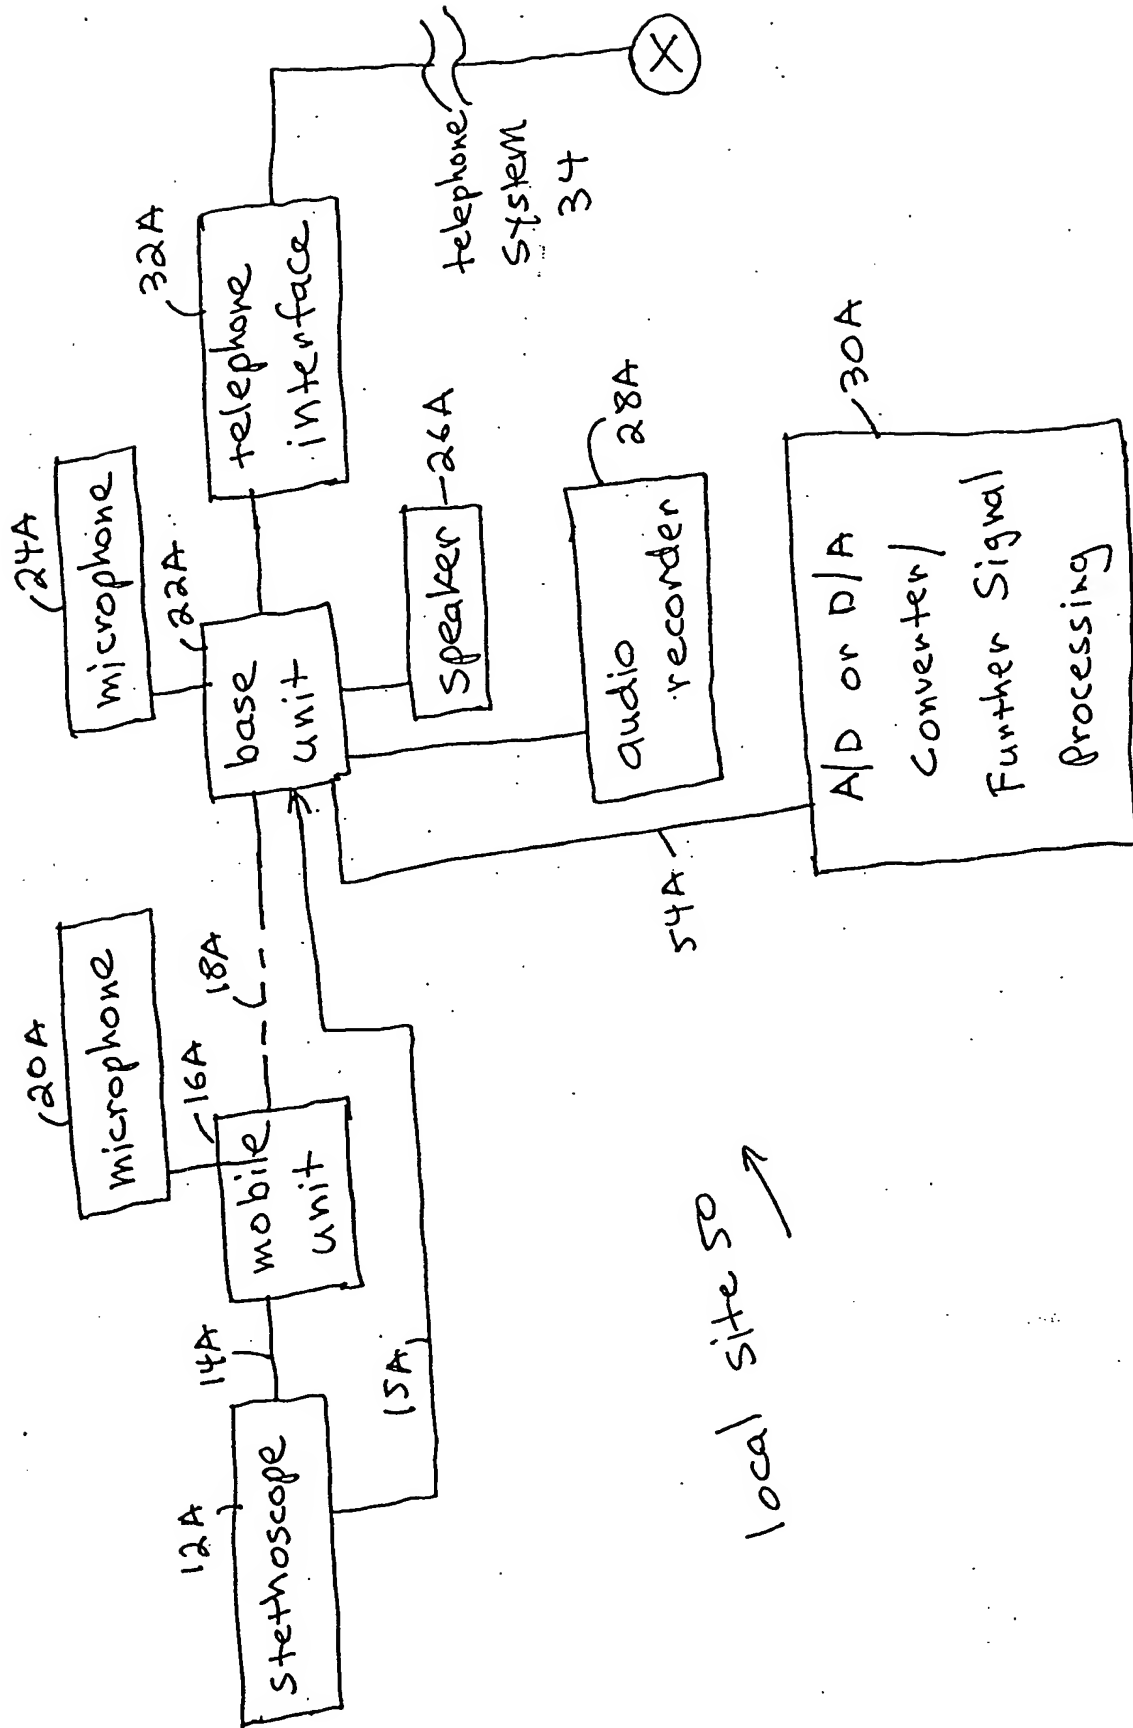 24A
microphone
22A
32A
telephone
interface
20A
microphone
16A
18A
base
unit
12A
stethoscope
14A
mobile
unit
15A
speaker
26A
telephone
system
34
X
audio
recorder
28A
54A
A/D or D/A
Converter/
Further Signal
Processing
30A
local site 50